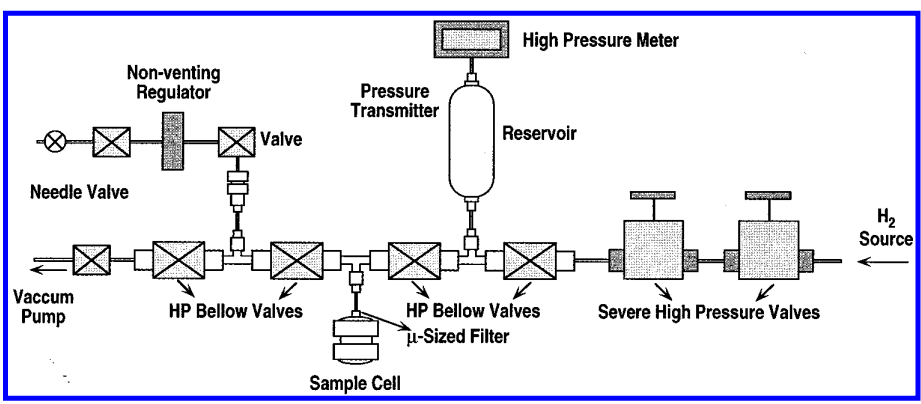 High Pressure Meter
Non-venting
Regulator
Pressure
Transmitter
Valve
Reservoir
Needle Valve
H2
Source
Vaccum
Pump
HP Bellow Valves
HP Bellow Valves
Severe High Pressure Valves
μ-Sized Filter
Sample Cell